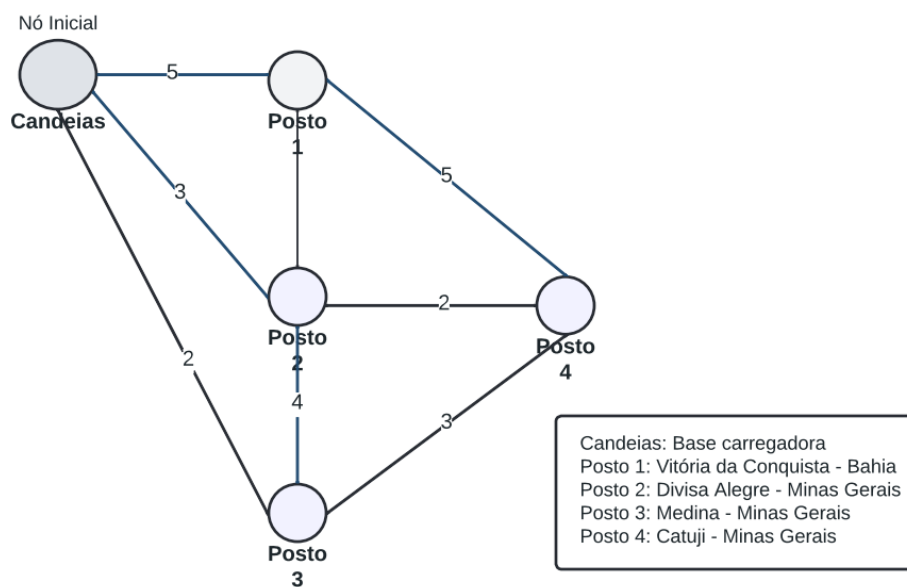 Nó Inicial
5
Candeias
Posto
1
5
3
2
Posto
2
Posto
4
2
4
3
Candeias: Base carregadora
Posto 1: Vitória da Conquista - Bahia
Posto 2: Divisa Alegre - Minas Gerais
Posto 3: Medina - Minas Gerais
Posto 4: Catuji - Minas Gerais
Posto
3